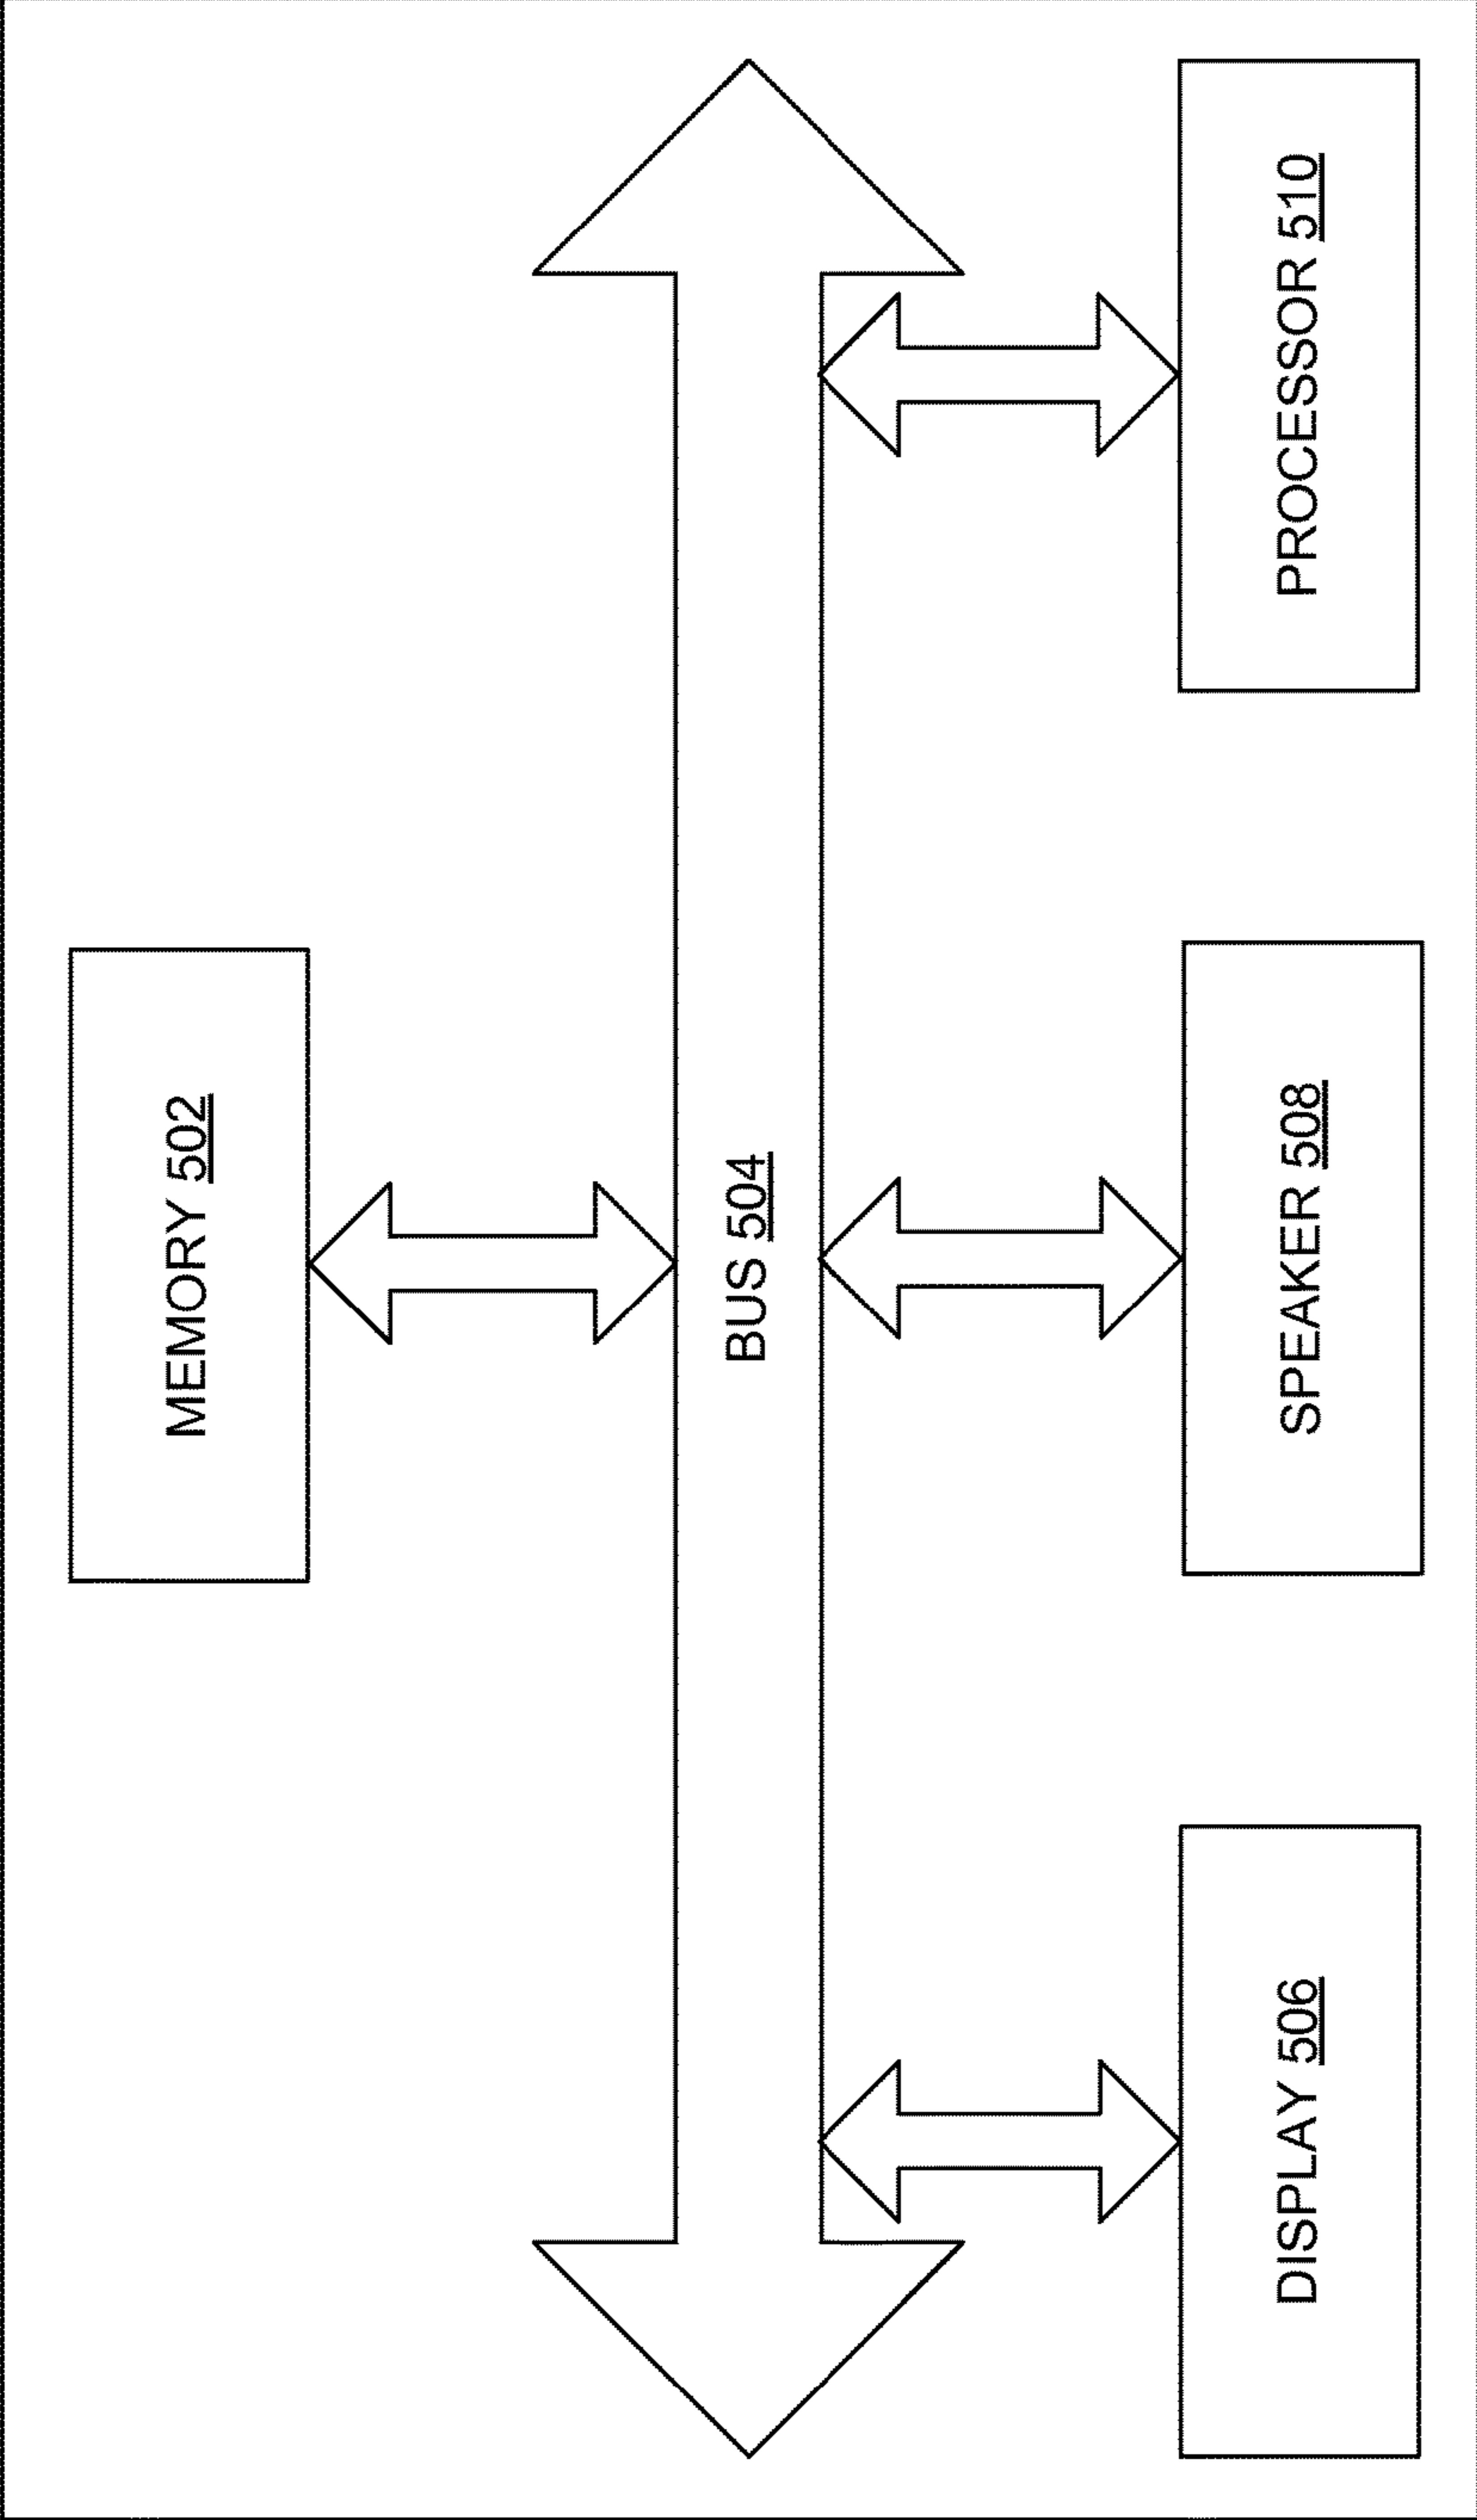 MEMORY 502
BUS 504
DISPLAY 506
SPEAKER 508
PROCESSOR 510